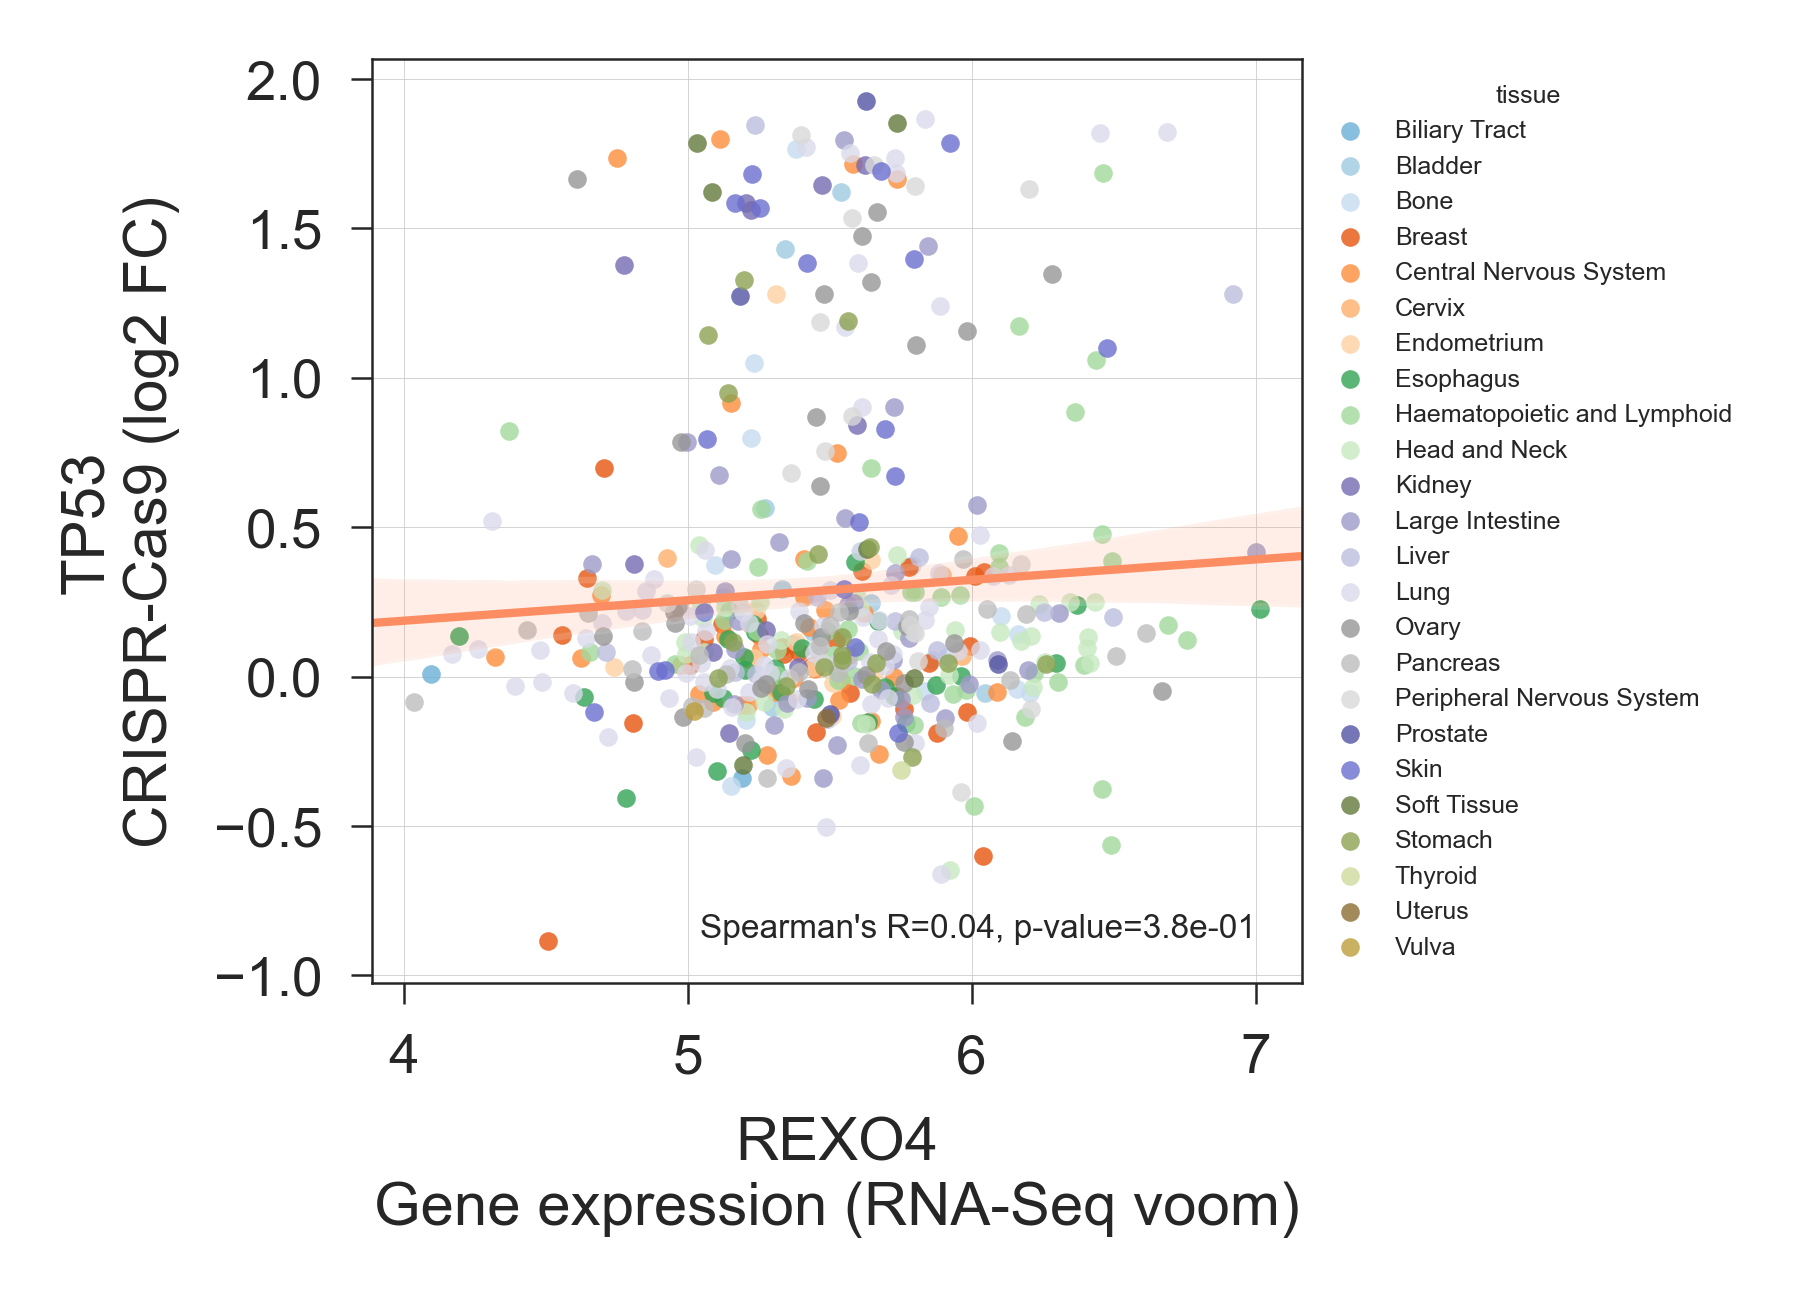 2.0
1.5
1.0
0.5
0.0
−0.5
−1.0
TP53
CRISPR-Cas9 (log2 FC)
Spearman's R=0.04, p-value=3.8e-01
4 5 6 7
REXO4
Gene expression (RNA-Seq voom)
tissue
Biliary Tract
Bladder
Bone
Breast
Central Nervous System
Cervix
Endometrium
Esophagus
Haematopoietic and Lymphoid
Head and Neck
Kidney
Large Intestine
Liver
Lung
Ovary
Pancreas
Peripheral Nervous System
Prostate
Skin
Soft Tissue
Stomach
Thyroid
Uterus
Vulva